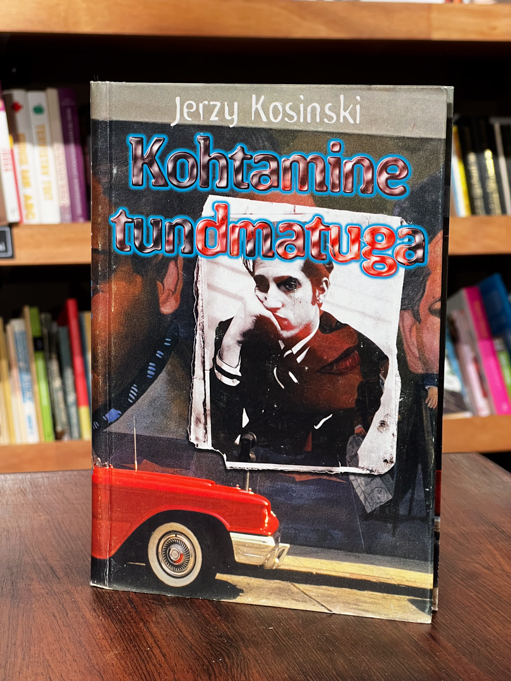 Jerzy Kosinski
Kohtamine
tundmatuga